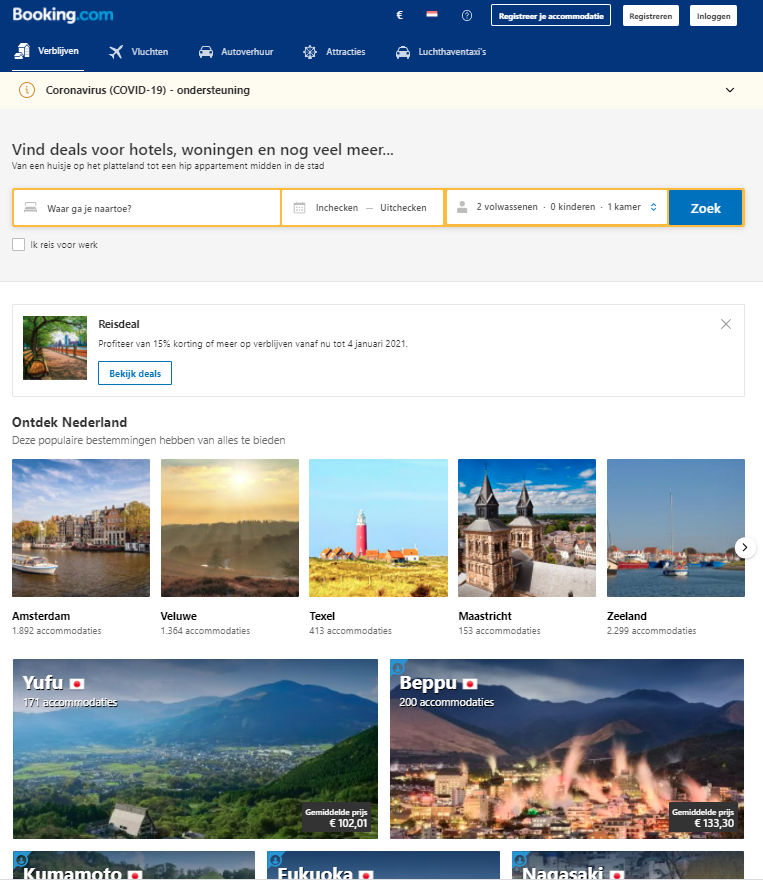 Booking.com
€
Registreer je accommodatie
Registreren
Inloggen
Verblijven
Vluchten
Autoverhuur
Attracties
Luchthaventaxi's
Coronavirus (COVID-19) - ondersteuning
Vind deals voor hotels, woningen en nog veel meer...
Van een huisje op het platteland tot een hip appartement midden in de stad
Waar ga je naartoe?
Inchecken — Uitchecken
2 volwassenen · 0 kinderen · 1 kamer
Zoek
Ik reis voor werk
Reisdeal
Profiteer van 15% korting of meer op verblijven vanaf nu tot 4 januari 2021.
Bekijk deals
Ontdek Nederland
Deze populaire bestemmingen hebben van alles te bieden
Amsterdam
1.892 accommodaties
Veluwe
1.364 accommodaties
Texel
413 accommodaties
Maastricht
153 accommodaties
Zeeland
2.299 accommodaties
Yufu
171 accommodaties
Gemiddelde prijs
€ 102,01
Beppu
200 accommodaties
Gemiddelde prijs
€ 133,30
Kumamoto
Fukuoka
Nagasaki